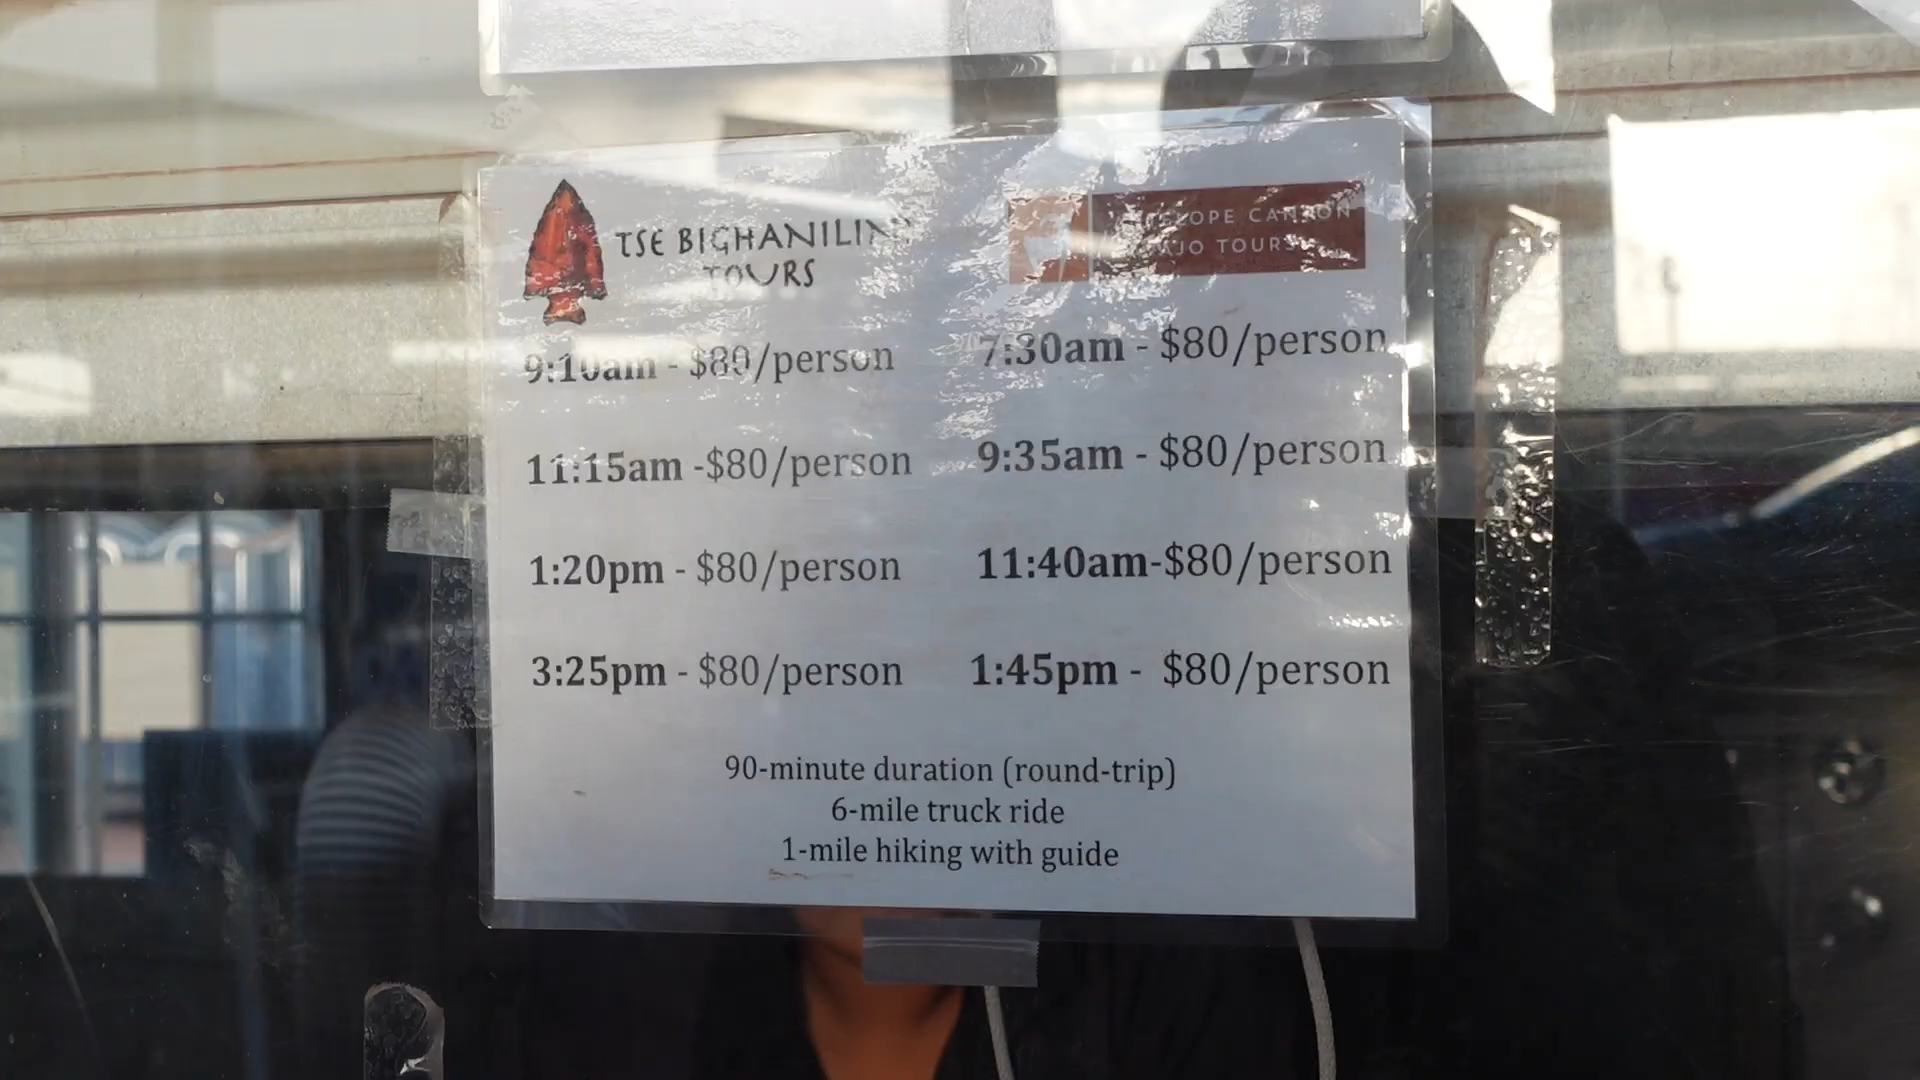 TSE BIGHANILINI
TOURS
CANYON
TOURS
9:10am - $80/person
7:30am - $80/person
11:15am -$80/person
9:35am - $80/person
1:20pm - $80/person
11:40am-$80/person
3:25pm - $80/person
1:45pm - $80/person
90-minute duration (round-trip)
6-mile truck ride
1-mile hiking with guide